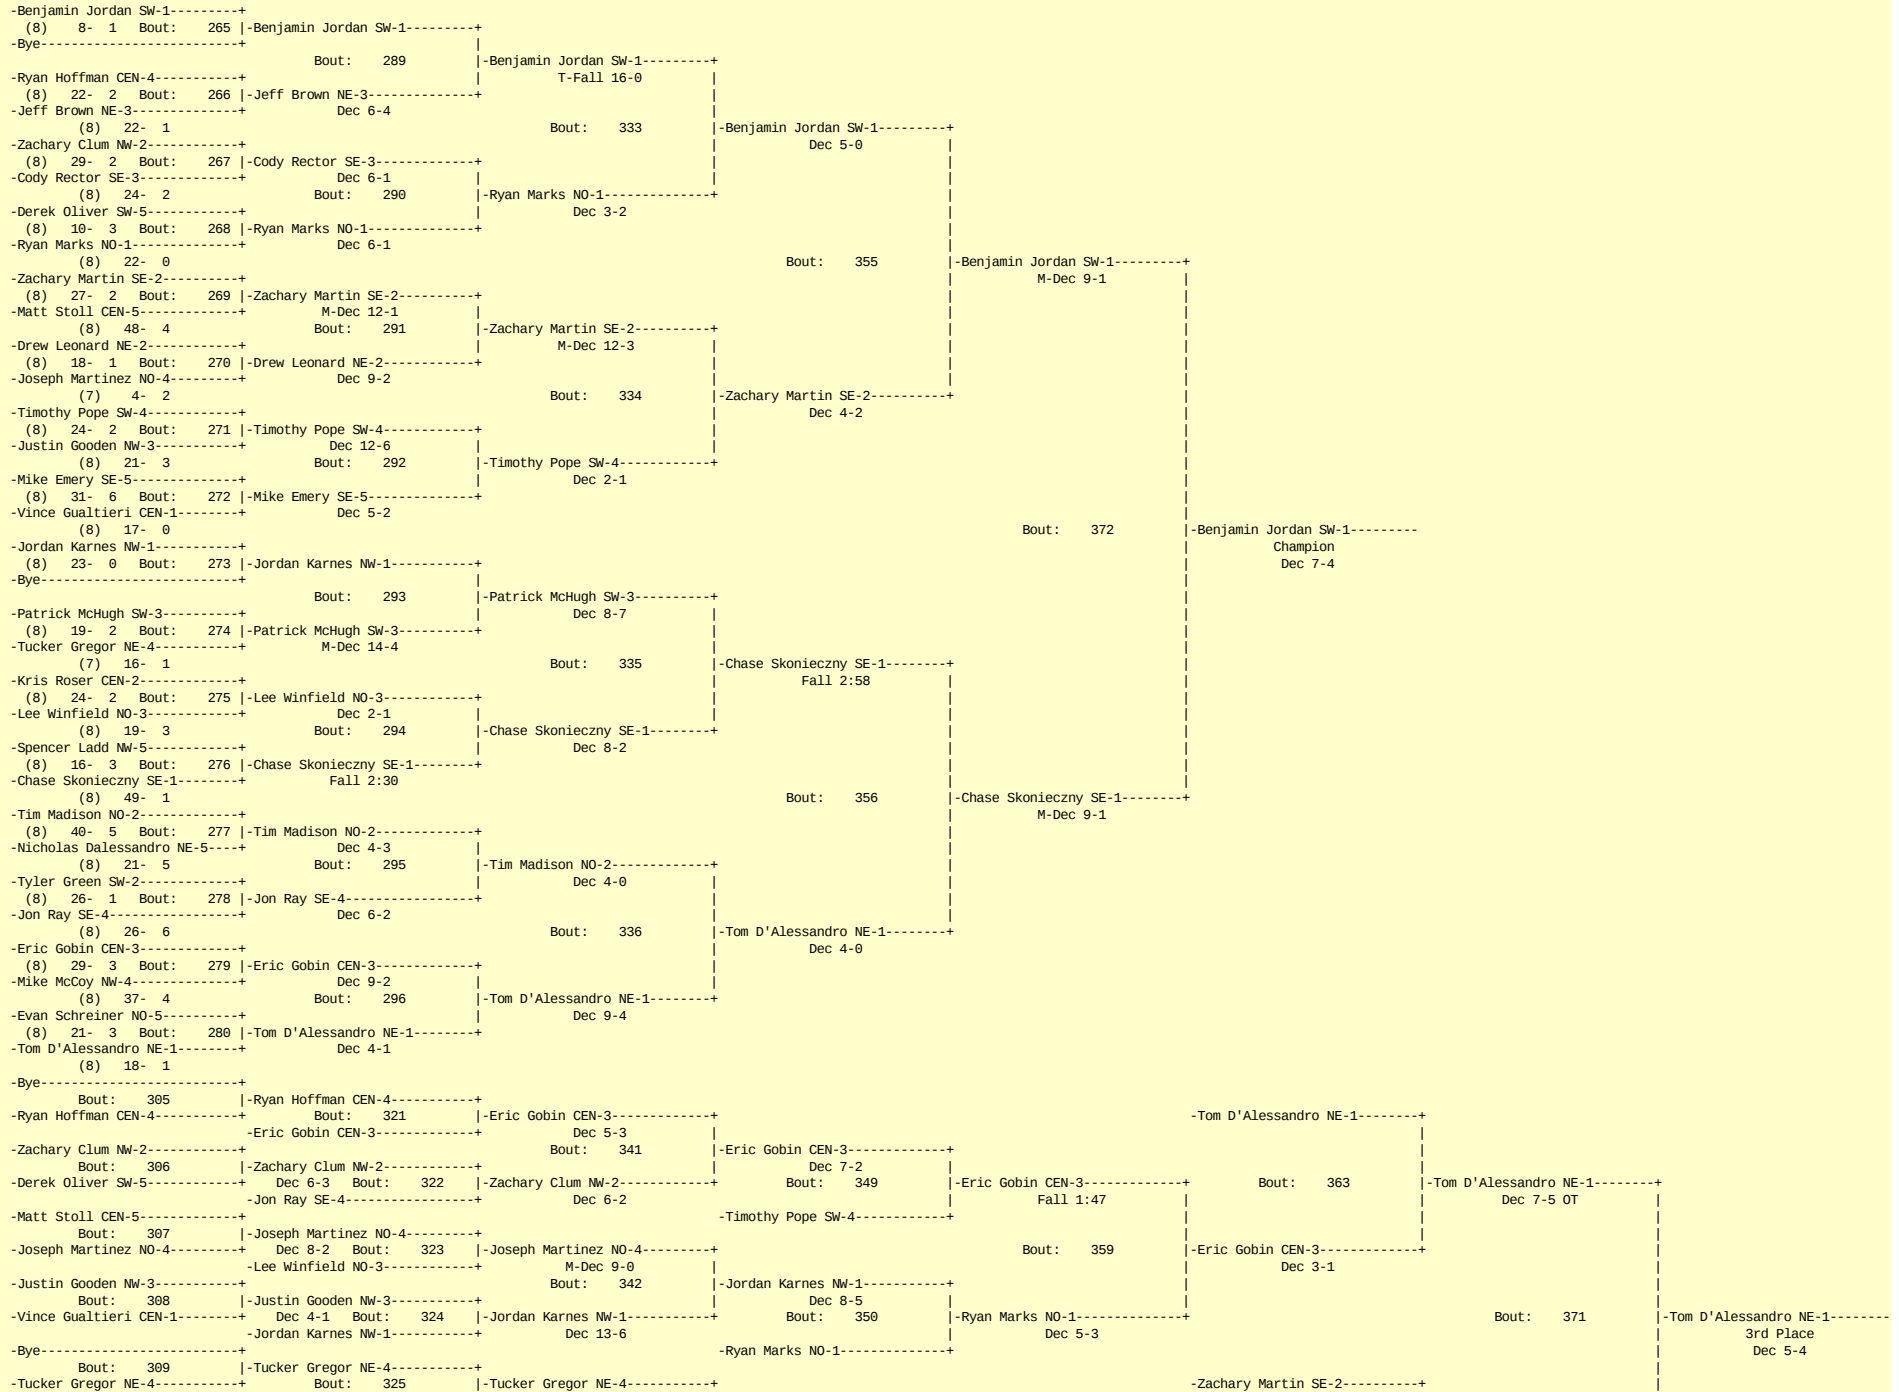 -Benjamin Jordan SW-1---------+
(8) 8- 1 Bout: 265 |-Benjamin Jordan SW-1---------+
-Bye--------------------------+ |
Bout: 289 |-Benjamin Jordan SW-1---------+
-Ryan Hoffman CEN-4-----------+ | T-Fall 16-0 |
(8) 22- 2 Bout: 266 |-Jeff Brown NE-3--------------+ |
-Jeff Brown NE-3--------------+ Dec 6-4 |
(8) 22- 1 Bout: 333 |-Benjamin Jordan SW-1---------+
-Zachary Clum NW-2------------+ | Dec 5-0 |
(8) 29- 2 Bout: 267 |-Cody Rector SE-3-------------+ | |
-Cody Rector SE-3-------------+ Dec 6-1 | | |
(8) 24- 2 Bout: 290 |-Ryan Marks NO-1--------------+ |
-Derek Oliver SW-5------------+ | Dec 3-2 |
(8) 10- 3 Bout: 268 |-Ryan Marks NO-1--------------+ |
-Ryan Marks NO-1--------------+ Dec 6-1 |
(8) 22- 0 Bout: 355 |-Benjamin Jordan SW-1---------+
-Zachary Martin SE-2----------+ | M-Dec 9-1 |
(8) 27- 2 Bout: 269 |-Zachary Martin SE-2----------+ | |
-Matt Stoll CEN-5-------------+ M-Dec 12-1 | | |
(8) 48- 4 Bout: 291 |-Zachary Martin SE-2----------+ | |
-Drew Leonard NE-2------------+ | M-Dec 12-3 | | |
(8) 18- 1 Bout: 270 |-Drew Leonard NE-2------------+ | | |
-Joseph Martinez NO-4---------+ Dec 9-2 | | |
(7) 4- 2 Bout: 334 |-Zachary Martin SE-2----------+ |
-Timothy Pope SW-4------------+ | Dec 4-2 |
(8) 24- 2 Bout: 271 |-Timothy Pope SW-4------------+ | |
-Justin Gooden NW-3-----------+ Dec 12-6 | | |
(8) 21- 3 Bout: 292 |-Timothy Pope SW-4------------+ |
-Mike Emery SE-5--------------+ | Dec 2-1 |
(8) 31- 6 Bout: 272 |-Mike Emery SE-5--------------+ |
-Vince Gualtieri CEN-1--------+ Dec 5-2 |
(8) 17- 0 Bout: 372 |-Benjamin Jordan SW-1---------
-Jordan Karnes NW-1-----------+ | Champion
(8) 23- 0 Bout: 273 |-Jordan Karnes NW-1-----------+ | Dec 7-4
-Bye--------------------------+ | |
Bout: 293 |-Patrick McHugh SW-3----------+ |
-Patrick McHugh SW-3----------+ | Dec 8-7 | |
(8) 19- 2 Bout: 274 |-Patrick McHugh SW-3----------+ | |
-Tucker Gregor NE-4-----------+ M-Dec 14-4 | |
(7) 16- 1 Bout: 335 |-Chase Skonieczny SE-1--------+ |
-Kris Roser CEN-2-------------+ | Fall 2:58 | |
(8) 24- 2 Bout: 275 |-Lee Winfield NO-3------------+ | | |
-Lee Winfield NO-3------------+ Dec 2-1 | | | |
(8) 19- 3 Bout: 294 |-Chase Skonieczny SE-1--------+ | |
-Spencer Ladd NW-5------------+ | Dec 8-2 | |
(8) 16- 3 Bout: 276 |-Chase Skonieczny SE-1--------+ | |
-Chase Skonieczny SE-1--------+ Fall 2:30 | |
(8) 49- 1 Bout: 356 |-Chase Skonieczny SE-1--------+
-Tim Madison NO-2-------------+ | M-Dec 9-1
(8) 40- 5 Bout: 277 |-Tim Madison NO-2-------------+ |
-Nicholas Dalessandro NE-5----+ Dec 4-3 | |
(8) 21- 5 Bout: 295 |-Tim Madison NO-2-------------+ |
-Tyler Green SW-2-------------+ | Dec 4-0 | |
(8) 26- 1 Bout: 278 |-Jon Ray SE-4-----------------+ | |
-Jon Ray SE-4-----------------+ Dec 6-2 | |
(8) 26- 6 Bout: 336 |-Tom D'Alessandro NE-1--------+
-Eric Gobin CEN-3-------------+ | Dec 4-0
(8) 29- 3 Bout: 279 |-Eric Gobin CEN-3-------------+ |
-Mike McCoy NW-4--------------+ Dec 9-2 | |
(8) 37- 4 Bout: 296 |-Tom D'Alessandro NE-1--------+
-Evan Schreiner NO-5----------+ | Dec 9-4
(8) 21- 3 Bout: 280 |-Tom D'Alessandro NE-1--------+
-Tom D'Alessandro NE-1--------+ Dec 4-1
(8) 18- 1
-Bye--------------------------+
Bout: 305 |-Ryan Hoffman CEN-4-----------+
-Ryan Hoffman CEN-4-----------+ Bout: 321 |-Eric Gobin CEN-3-------------+ -Tom D'Alessandro NE-1--------+
-Eric Gobin CEN-3-------------+ Dec 5-3 | |
-Zachary Clum NW-2------------+ Bout: 341 |-Eric Gobin CEN-3-------------+ |
Bout: 306 |-Zachary Clum NW-2------------+ | Dec 7-2 | |
-Derek Oliver SW-5------------+ Dec 6-3 Bout: 322 |-Zachary Clum NW-2------------+ Bout: 349 |-Eric Gobin CEN-3-------------+ Bout: 363 |-Tom D'Alessandro NE-1--------+
-Jon Ray SE-4-----------------+ Dec 6-2 | Fall 1:47 | | Dec 7-5 OT |
-Matt Stoll CEN-5-------------+ -Timothy Pope SW-4------------+ | | |
Bout: 307 |-Joseph Martinez NO-4---------+ | | |
-Joseph Martinez NO-4---------+ Dec 8-2 Bout: 323 |-Joseph Martinez NO-4---------+ Bout: 359 |-Eric Gobin CEN-3-------------+ |
-Lee Winfield NO-3------------+ M-Dec 9-0 | | Dec 3-1 |
-Justin Gooden NW-3-----------+ Bout: 342 |-Jordan Karnes NW-1-----------+ | |
Bout: 308 |-Justin Gooden NW-3-----------+ | Dec 8-5 | | |
-Vince Gualtieri CEN-1--------+ Dec 4-1 Bout: 324 |-Jordan Karnes NW-1-----------+ Bout: 350 |-Ryan Marks NO-1--------------+ Bout: 371 |-Tom D'Alessandro NE-1--------
-Jordan Karnes NW-1-----------+ Dec 13-6 | Dec 5-3 | 3rd Place
-Bye--------------------------+ -Ryan Marks NO-1--------------+ | Dec 5-4
Bout: 309 |-Tucker Gregor NE-4-----------+ |
-Tucker Gregor NE-4-----------+ Bout: 325 |-Tucker Gregor NE-4-----------+ -Zachary Martin SE-2----------+ |